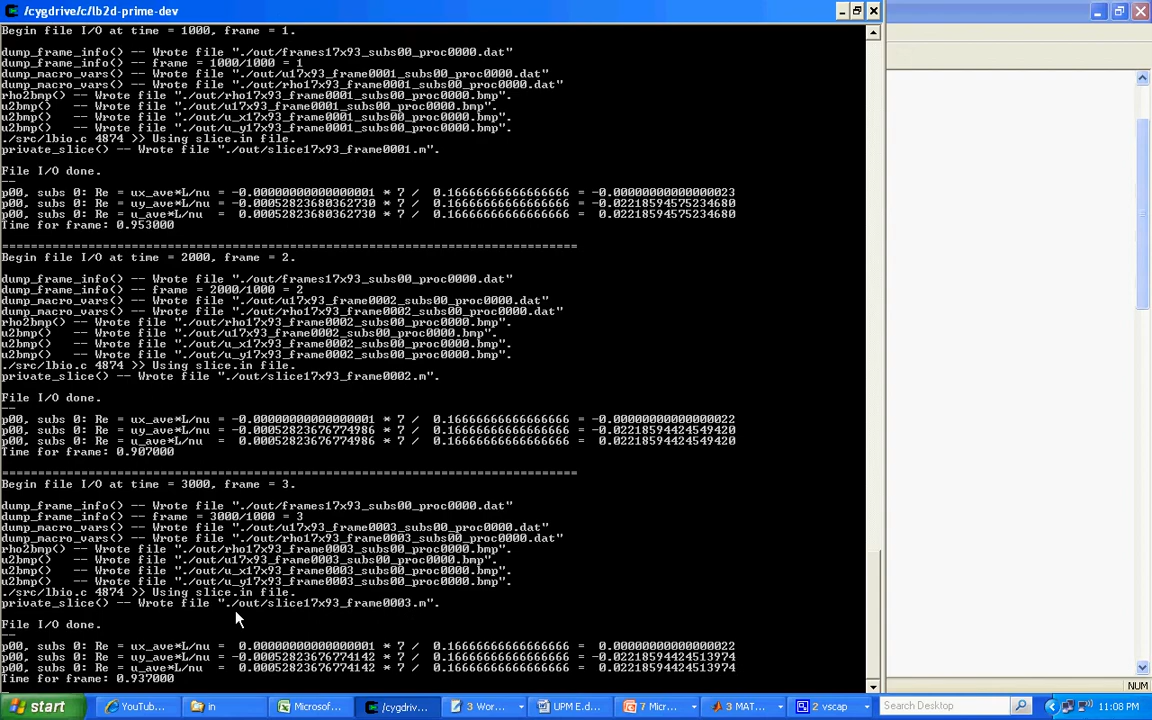 /cygdrive/c/lb2d-prime-dev
Begin file I/O at time = 1000, frame = 1.
dump_frame_info() -- Wrote file "./out/frames17x93_subs00_proc0000.dat"
dump_frame_info() -- frame = 1000/1000 = 1
dump_macro_vars() -- Wrote file "./out/u17x93_frame0001_subs00_proc0000.dat"
dump_macro_vars() -- Wrote file "./out/rho17x93_frame0001_subs00_proc0000.dat"
rho2bmp() -- Wrote file "./out/rho17x93_frame0001_subs00_proc0000.bmp".
u2bmp()   -- Wrote file "./out/u17x93_frame0001_subs00_proc0000.bmp".
u2bmp()   -- Wrote file "./out/u_x17x93_frame0001_subs00_proc0000.bmp".
u2bmp()   -- Wrote file "./out/u_y17x93_frame0001_subs00_proc0000.bmp".
./src/lbio.c 4874 >> Using slice.in file.
private_slice() -- Wrote file "./out/slice17x93_frame0001.m".
File I/O done.
--
p00, subs 0: Re = ux_ave*L/nu = -0.00000000000000001 * 7 /  0.16666666666666666 = -0.00000000000000023
p00, subs 0: Re = uy_ave*L/nu = -0.00052823680362730 * 7 /  0.16666666666666666 = -0.02218594575234680
p00, subs 0: Re = u_ave*L/nu  =  0.00052823680362730 * 7 /  0.16666666666666666 =  0.02218594575234680
Time for frame: 0.953000
================================================================================
Begin file I/O at time = 2000, frame = 2.
dump_frame_info() -- Wrote file "./out/frames17x93_subs00_proc0000.dat"
dump_frame_info() -- frame = 2000/1000 = 2
dump_macro_vars() -- Wrote file "./out/u17x93_frame0002_subs00_proc0000.dat"
dump_macro_vars() -- Wrote file "./out/rho17x93_frame0002_subs00_proc0000.dat"
rho2bmp() -- Wrote file "./out/rho17x93_frame0002_subs00_proc0000.bmp".
u2bmp()   -- Wrote file "./out/u17x93_frame0002_subs00_proc0000.bmp".
u2bmp()   -- Wrote file "./out/u_x17x93_frame0002_subs00_proc0000.bmp".
u2bmp()   -- Wrote file "./out/u_y17x93_frame0002_subs00_proc0000.bmp".
./src/lbio.c 4874 >> Using slice.in file.
private_slice() -- Wrote file "./out/slice17x93_frame0002.m".
File I/O done.
--
p00, subs 0: Re = ux_ave*L/nu = -0.00000000000000001 * 7 /  0.16666666666666666 = -0.00000000000000022
p00, subs 0: Re = uy_ave*L/nu = -0.00052823676774986 * 7 /  0.16666666666666666 = -0.02218594424549420
p00, subs 0: Re = u_ave*L/nu  =  0.00052823676774986 * 7 /  0.16666666666666666 =  0.02218594424549420
Time for frame: 0.907000
================================================================================
Begin file I/O at time = 3000, frame = 3.
dump_frame_info() -- Wrote file "./out/frames17x93_subs00_proc0000.dat"
dump_frame_info() -- frame = 3000/1000 = 3
dump_macro_vars() -- Wrote file "./out/u17x93_frame0003_subs00_proc0000.dat"
dump_macro_vars() -- Wrote file "./out/rho17x93_frame0003_subs00_proc0000.dat"
rho2bmp() -- Wrote file "./out/rho17x93_frame0003_subs00_proc0000.bmp".
u2bmp()   -- Wrote file "./out/u17x93_frame0003_subs00_proc0000.bmp".
u2bmp()   -- Wrote file "./out/u_x17x93_frame0003_subs00_proc0000.bmp".
u2bmp()   -- Wrote file "./out/u_y17x93_frame0003_subs00_proc0000.bmp".
./src/lbio.c 4874 >> Using slice.in file.
private_slice() -- Wrote file "./out/slice17x93_frame0003.m".
File I/O done.
--
p00, subs 0: Re = ux_ave*L/nu =  0.00000000000000001 * 7 /  0.16666666666666666 =  0.00000000000000022
p00, subs 0: Re = uy_ave*L/nu = -0.00052823676774142 * 7 /  0.16666666666666666 = -0.02218594424513974
p00, subs 0: Re = u_ave*L/nu  =  0.00052823676774142 * 7 /  0.16666666666666666 =  0.02218594424513974
Time for frame: 0.937000
NUM
start YouTub... in Microsof... /cygdriv... 3 Wor... UPM E.d... 7 Micr... 3 MAT... 2 vscap Search Desktop 11:08 PM